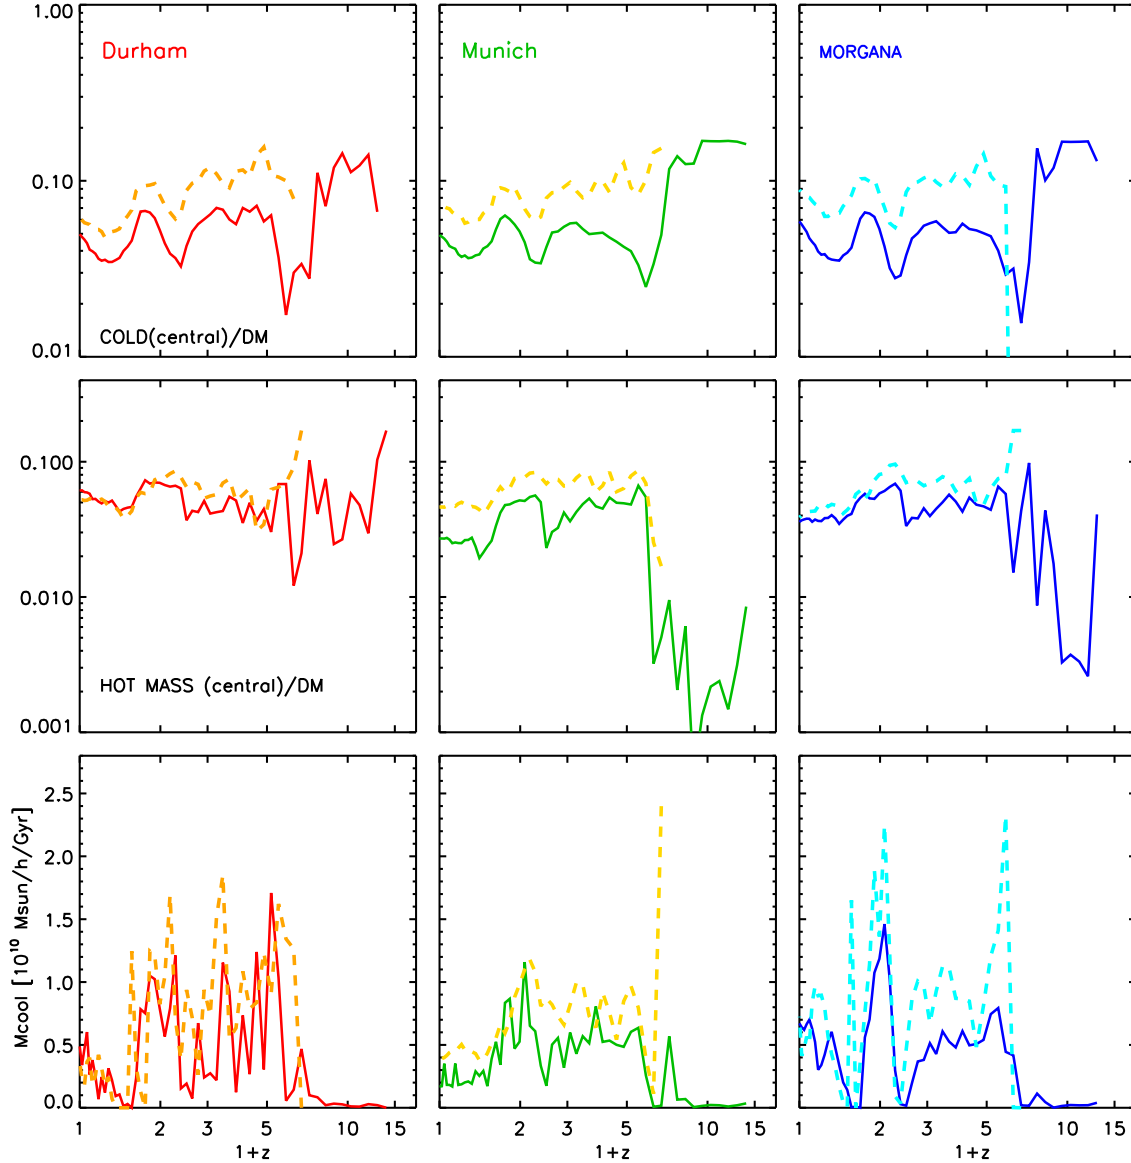 1.00
Durham
Munich
MORGANA
0.10
COLD(central)/DM
0.01
0.100
0.010
HOT MASS (central)/DM
0.001
2.5
2.0
1.5
1.0
0.5
0.0
Mcool [10¹⁰ Msun/h/Gyr]
1 2 3 5 10 15
1 2 3 5 10 15
1 2 3 5 10 15
1+z
1+z
1+z